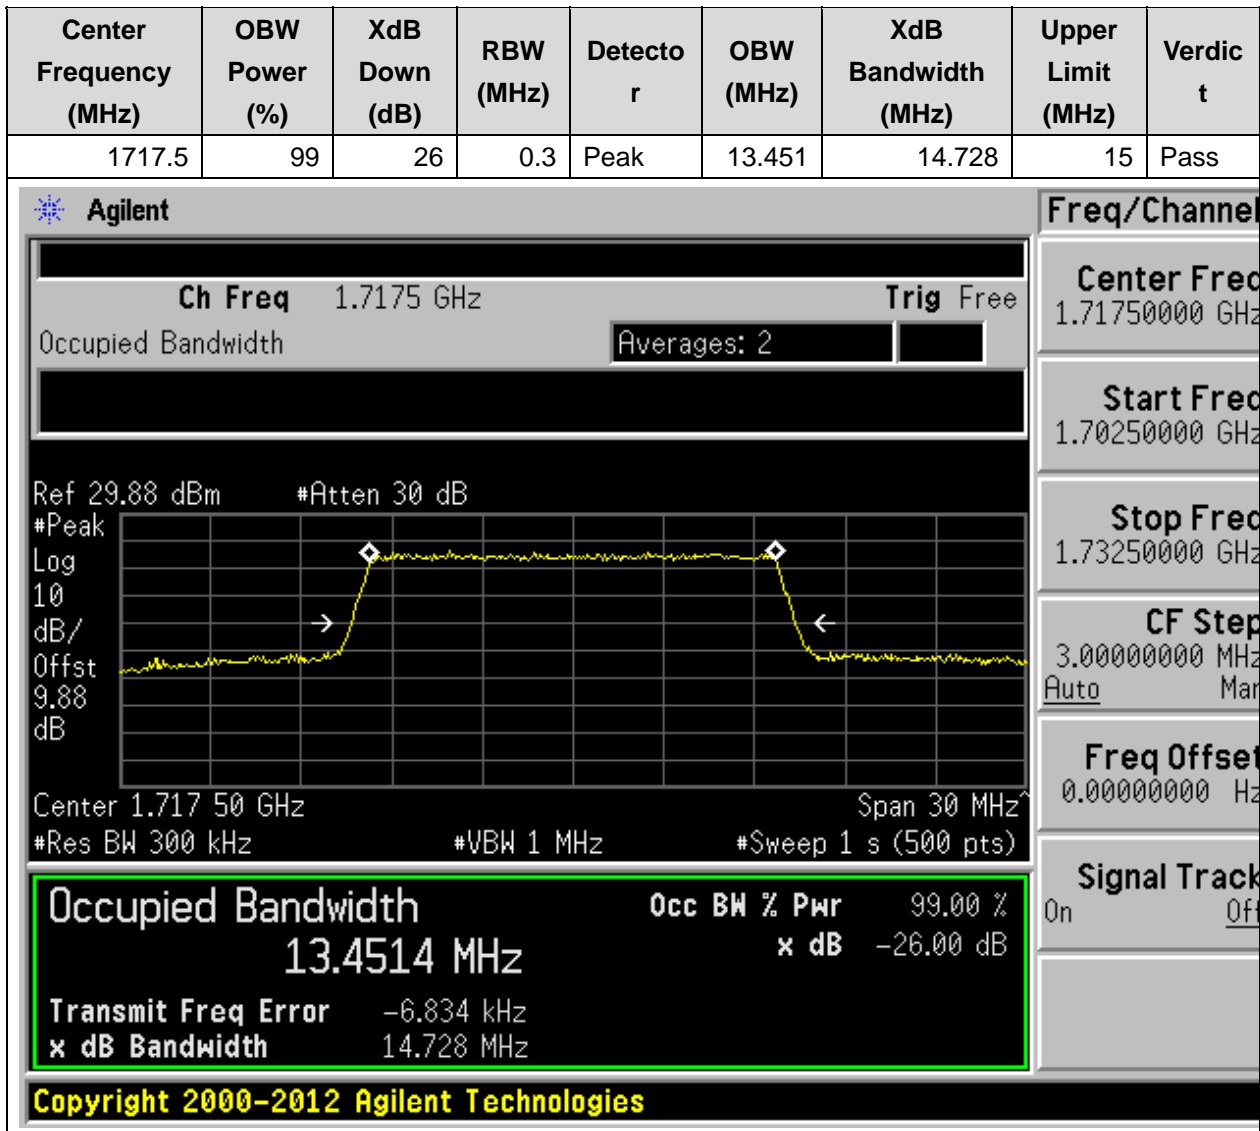 Center Frequency (MHz) OBW Power (%) XdB Down (dB) RBW (MHz) Detecto r OBW (MHz) XdB Bandwidth (MHz) Upper Limit (MHz) Verdic t
1717.5 99 26 0.3 Peak 13.451 14.728 15 Pass
Agilent
Ch Freq 1.7175 GHz Trig Free
Occupied Bandwidth Averages: 2
Ref 29.88 dBm #Atten 30 dB
#Peak
Log
10
dB/
Offst
9.88
dB
Center 1.717 50 GHz Span 30 MHz^
#Res BW 300 kHz #VBW 1 MHz #Sweep 1 s (500 pts)
Occupied Bandwidth
13.4514 MHz
Occ BW % Pwr 99.00 %
x dB -26.00 dB
Transmit Freq Error -6.834 kHz
x dB Bandwidth 14.728 MHz
Copyright 2000-2012 Agilent Technologies
Freq/Channel
Center Freq
1.71750000 GHz
Start Freq
1.70250000 GHz
Stop Freq
1.73250000 GHz
CF Step
3.00000000 MHz
Auto Man
Freq Offset
0.00000000 Hz
Signal Track
On Off